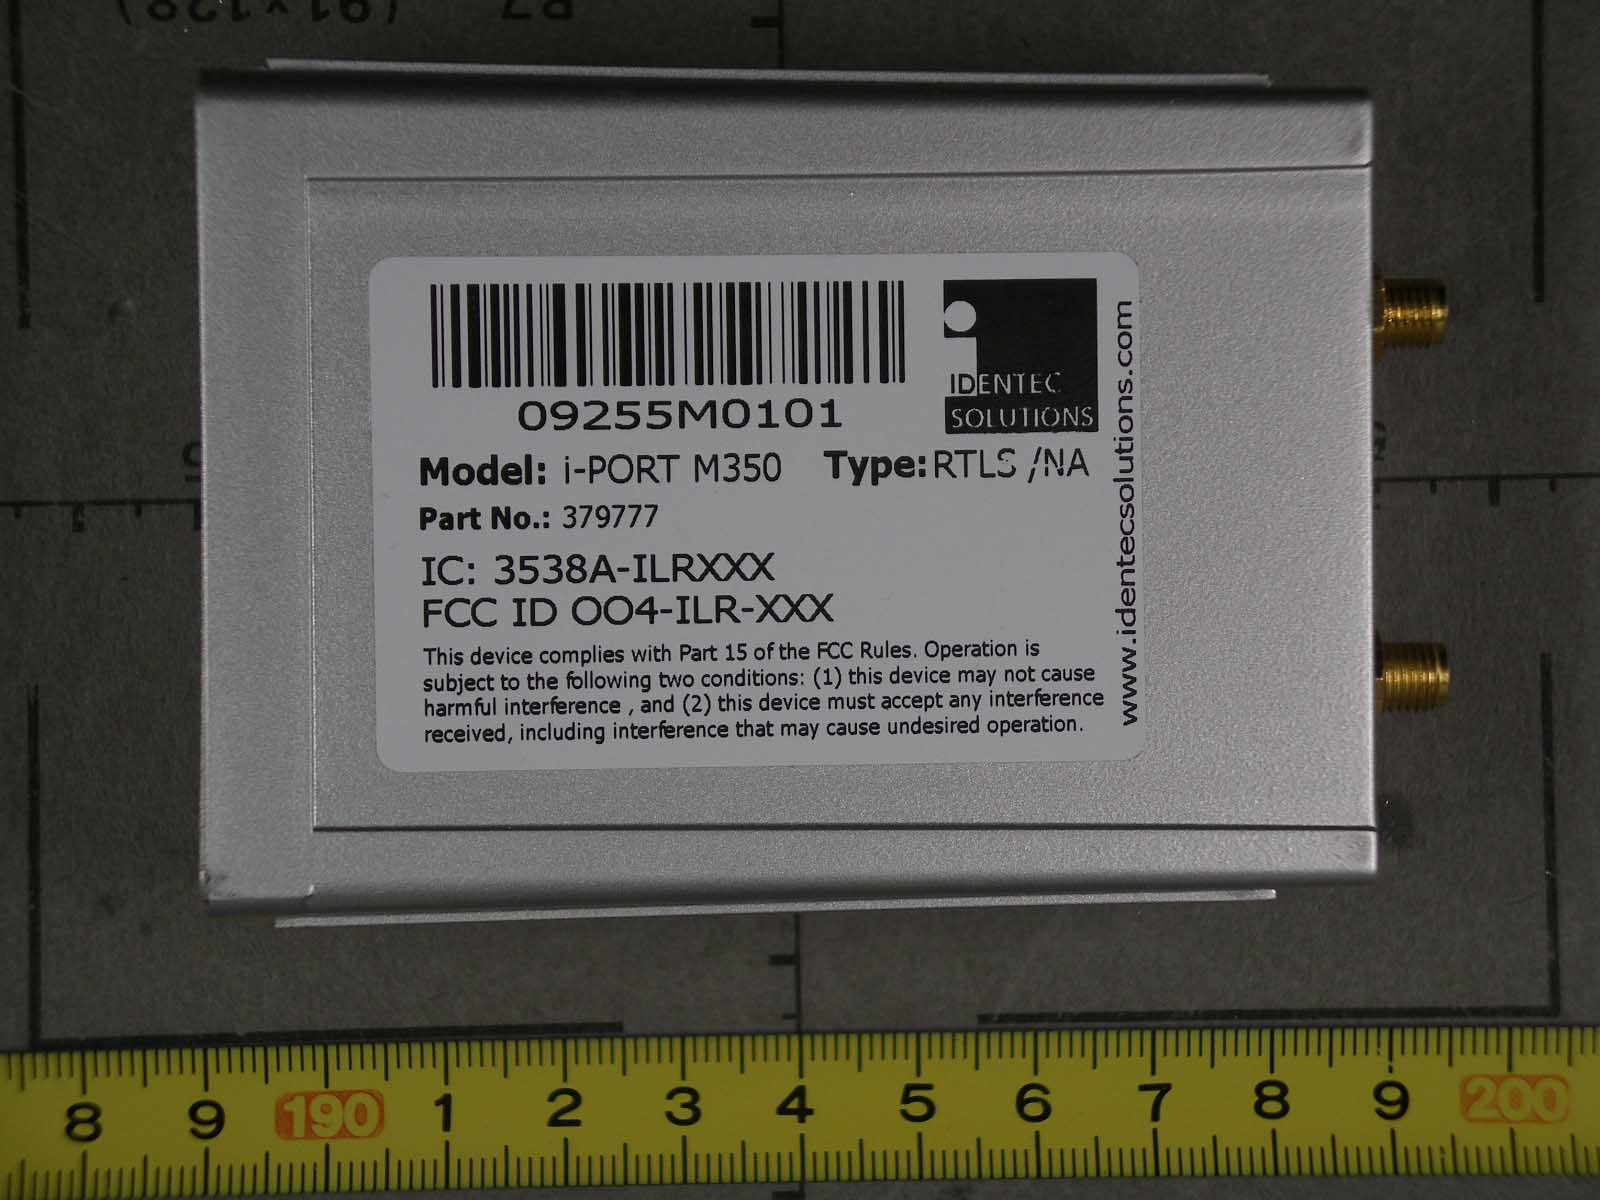 (91x128)
R7
09255M0101
IDENTEC
SOLUTIONS
Model: i-PORT M350 Type: RTLS /NA
Part No.: 379777
IC: 3538A-ILRXXX
FCC ID OO4-ILR-XXX
This device complies with Part 15 of the FCC Rules. Operation is
subject to the following two conditions: (1) this device may not cause
harmful interference , and (2) this device must accept any interference
received, including interference that may cause undesired operation.
www.identecsolutions.com
8 9 190 1 2 3 4 5 6 7 8 9 200